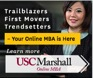 Trailblazers
First Movers
Trendsetters
- Your Online MBA is Here
Learn more
USC Marshall
Online MBA